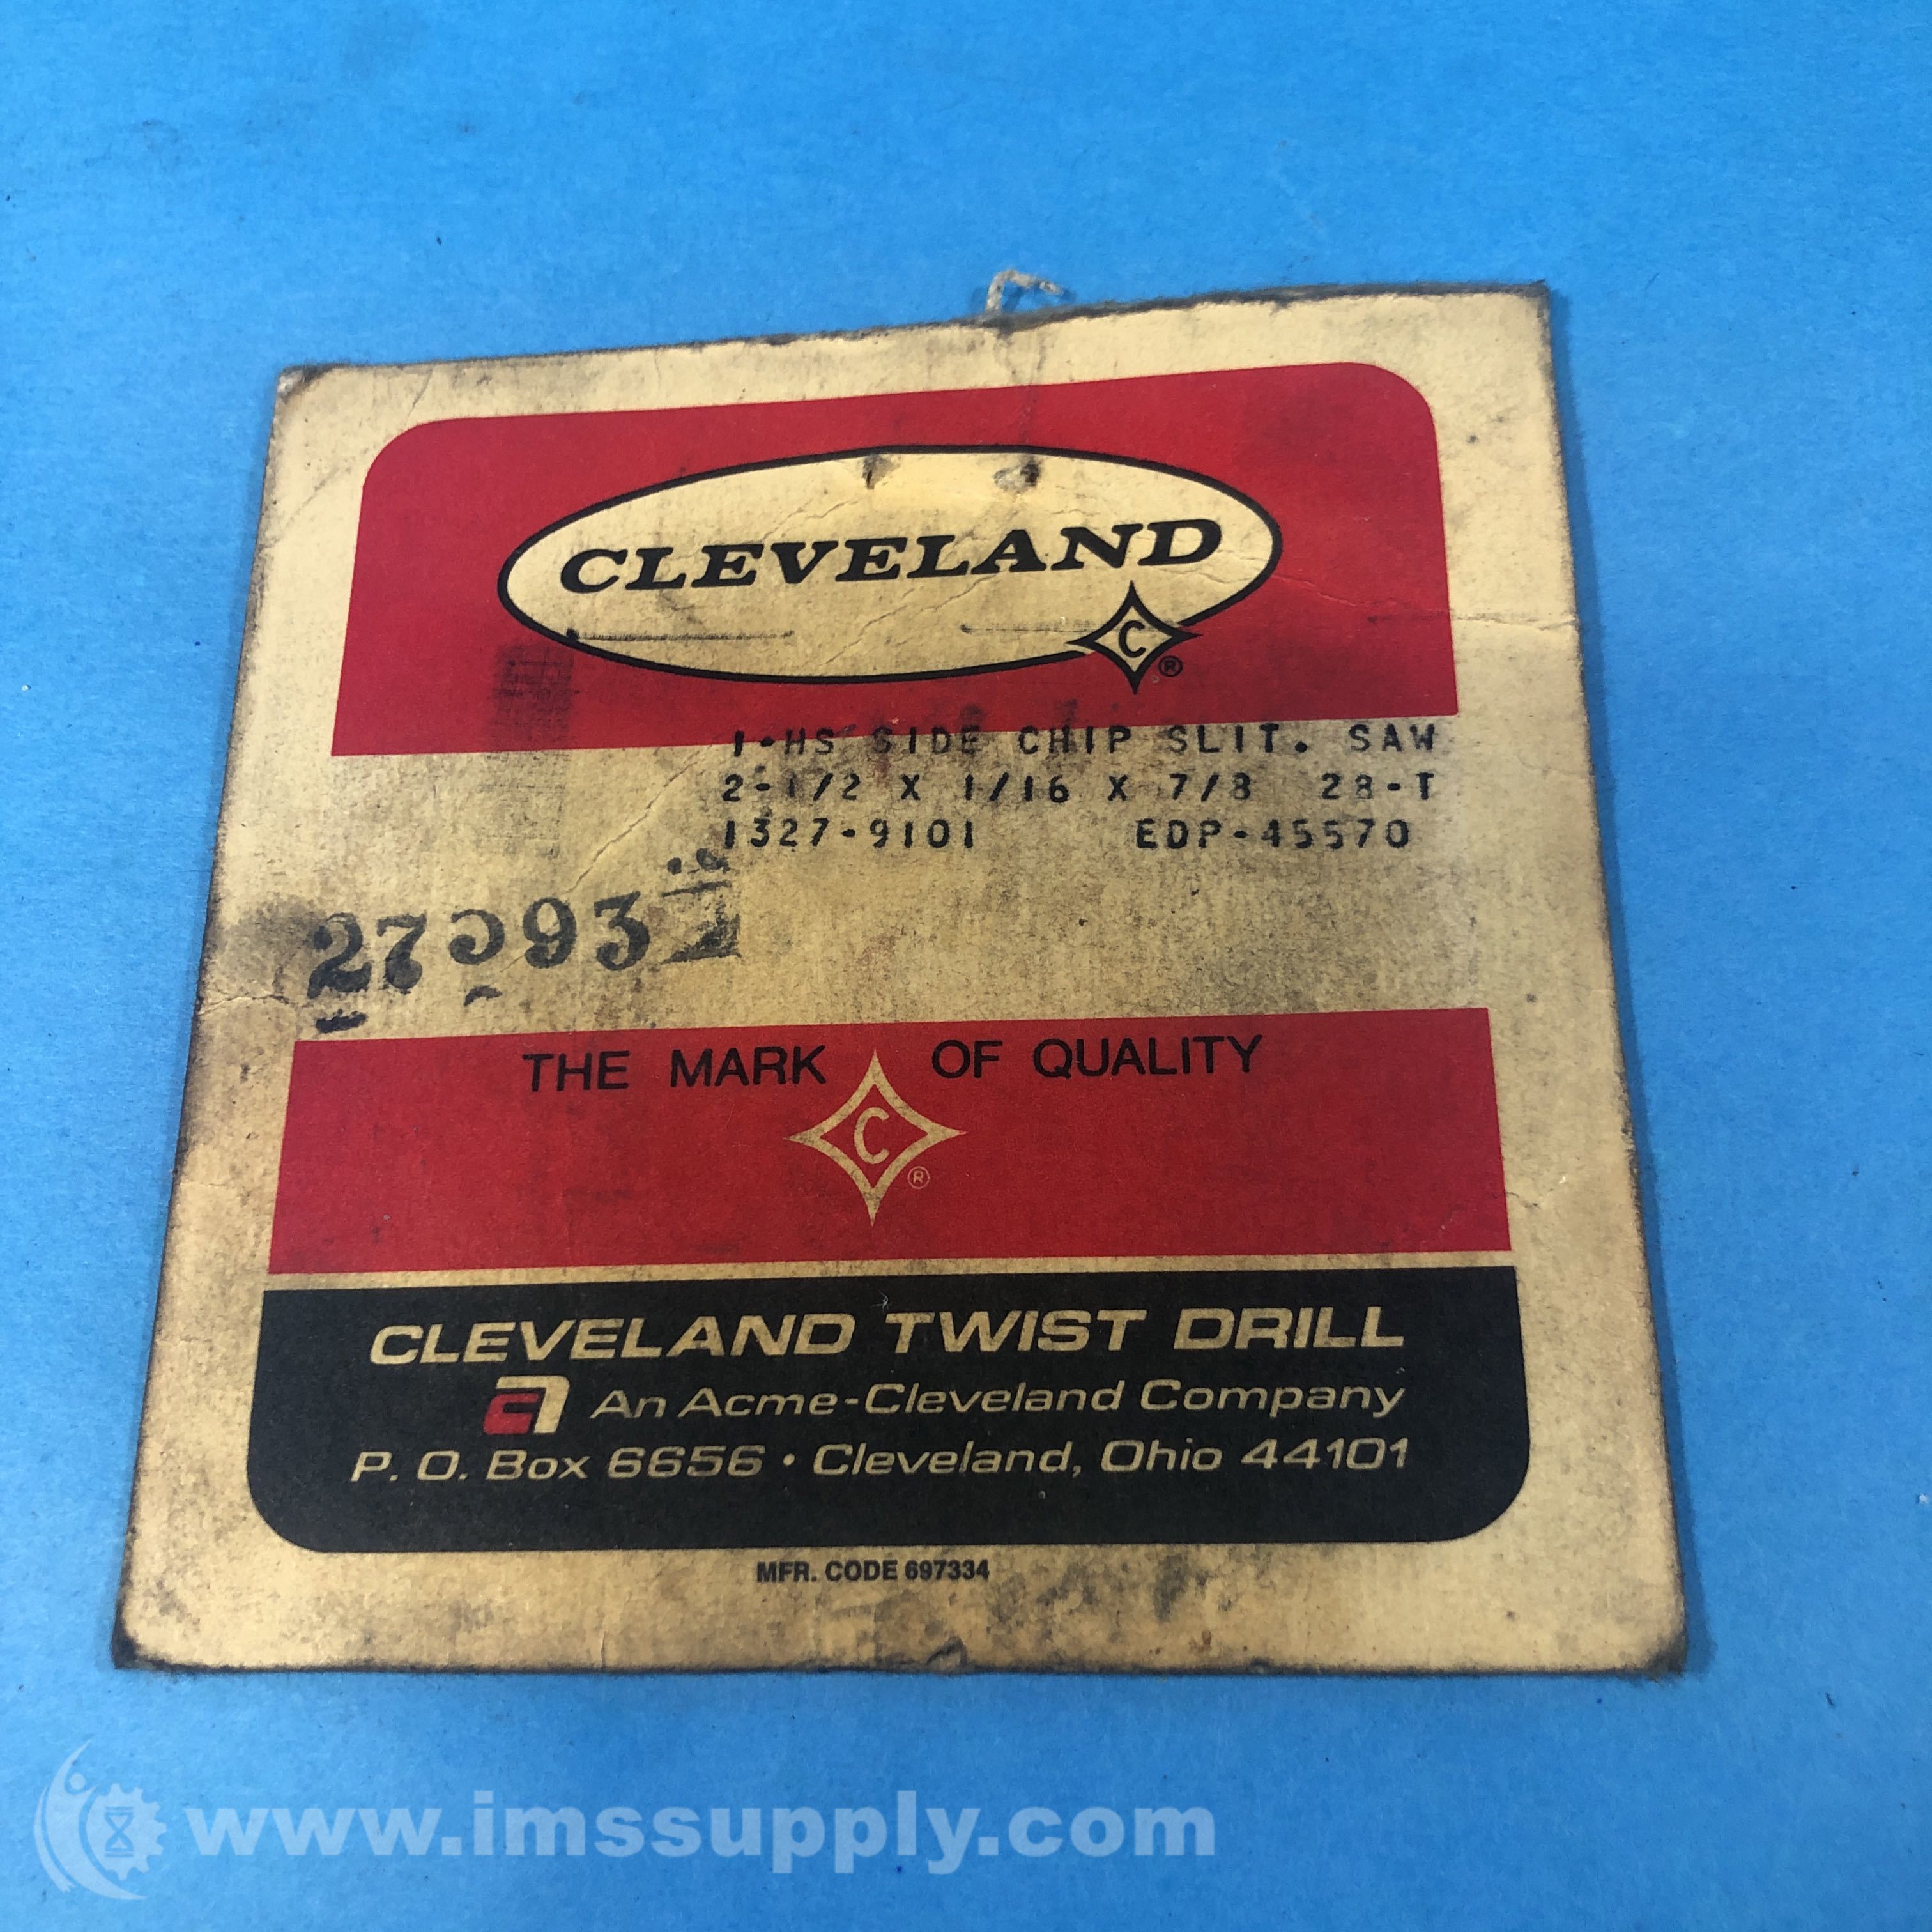 CLEVELAND
C ®
1-HS SIDE CHIP SLIT. SAW
2-1/2 X 1/16 X 7/8 28-T
1327-9101 EDP-45570
THE MARK OF QUALITY
C ®
CLEVELAND TWIST DRILL
An Acme-Cleveland Company
P. O. Box 6656 • Cleveland, Ohio 44101
MFR. CODE 697334
www.imssupply.com